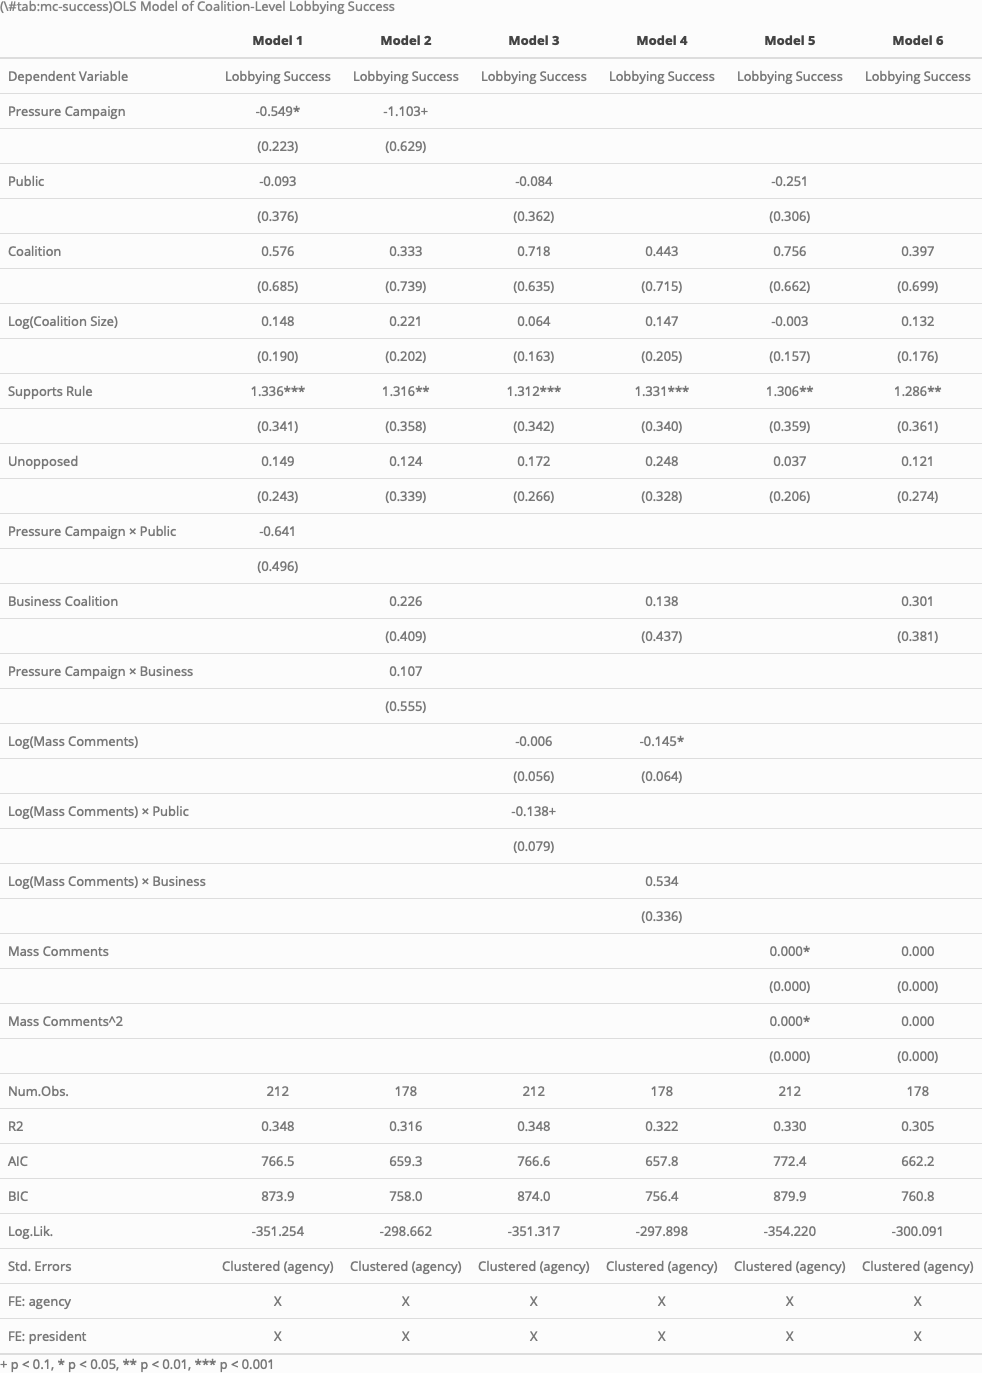 (\#tab:mc-success)OLS Model of Coalition-Level Lobbying Success
Model 1 Model 2 Model 3 Model 4 Model 5 Model 6
Dependent Variable Lobbying Success Lobbying Success Lobbying Success Lobbying Success Lobbying Success Lobbying Success
Pressure Campaign -0.549* -1.103+
(0.223) (0.629)
Public -0.093 -0.084 -0.251
(0.376) (0.362) (0.306)
Coalition 0.576 0.333 0.718 0.443 0.756 0.397
(0.685) (0.739) (0.635) (0.715) (0.662) (0.699)
Log(Coalition Size) 0.148 0.221 0.064 0.147 -0.003 0.132
(0.190) (0.202) (0.163) (0.205) (0.157) (0.176)
Supports Rule 1.336*** 1.316** 1.312*** 1.331*** 1.306** 1.286**
(0.341) (0.358) (0.342) (0.340) (0.359) (0.361)
Unopposed 0.149 0.124 0.172 0.248 0.037 0.121
(0.243) (0.339) (0.266) (0.328) (0.206) (0.274)
Pressure Campaign × Public -0.641
(0.496)
Business Coalition 0.226 0.138 0.301
(0.409) (0.437) (0.381)
Pressure Campaign × Business 0.107
(0.555)
Log(Mass Comments) -0.006 -0.145*
(0.056) (0.064)
Log(Mass Comments) × Public -0.138+
(0.079)
Log(Mass Comments) × Business 0.534
(0.336)
Mass Comments 0.000* 0.000
(0.000) (0.000)
Mass Comments^2 0.000* 0.000
(0.000) (0.000)
Num.Obs. 212 178 212 178 212 178
R2 0.348 0.316 0.348 0.322 0.330 0.305
AIC 766.5 659.3 766.6 657.8 772.4 662.2
BIC 873.9 758.0 874.0 756.4 879.9 760.8
Log.Lik. -351.254 -298.662 -351.317 -297.898 -354.220 -300.091
Std. Errors Clustered (agency) Clustered (agency) Clustered (agency) Clustered (agency) Clustered (agency) Clustered (agency)
FE: agency X X X X X X
FE: president X X X X X X
+ p < 0.1, * p < 0.05, ** p < 0.01, *** p < 0.001